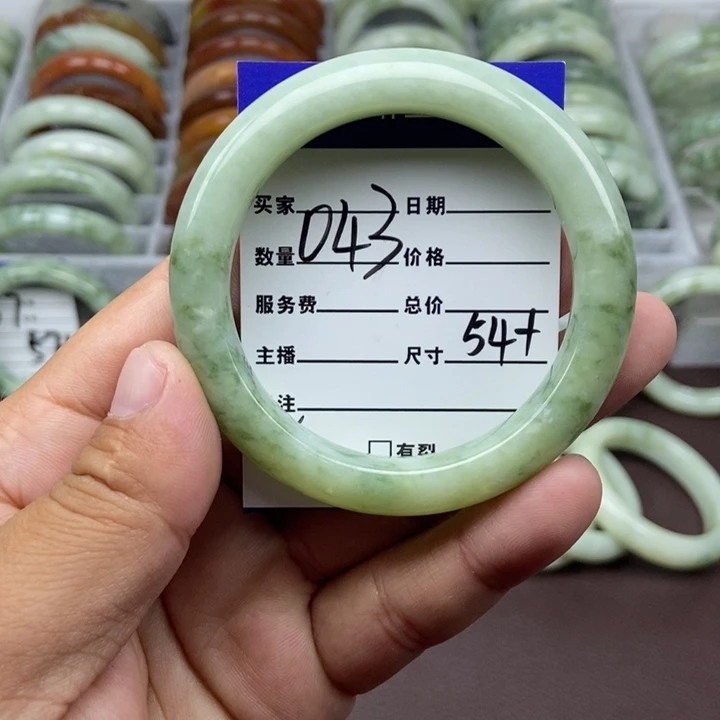 买家 日期
043
数量 价格
服务费 总价
54+
主播 尺寸
注
有裂